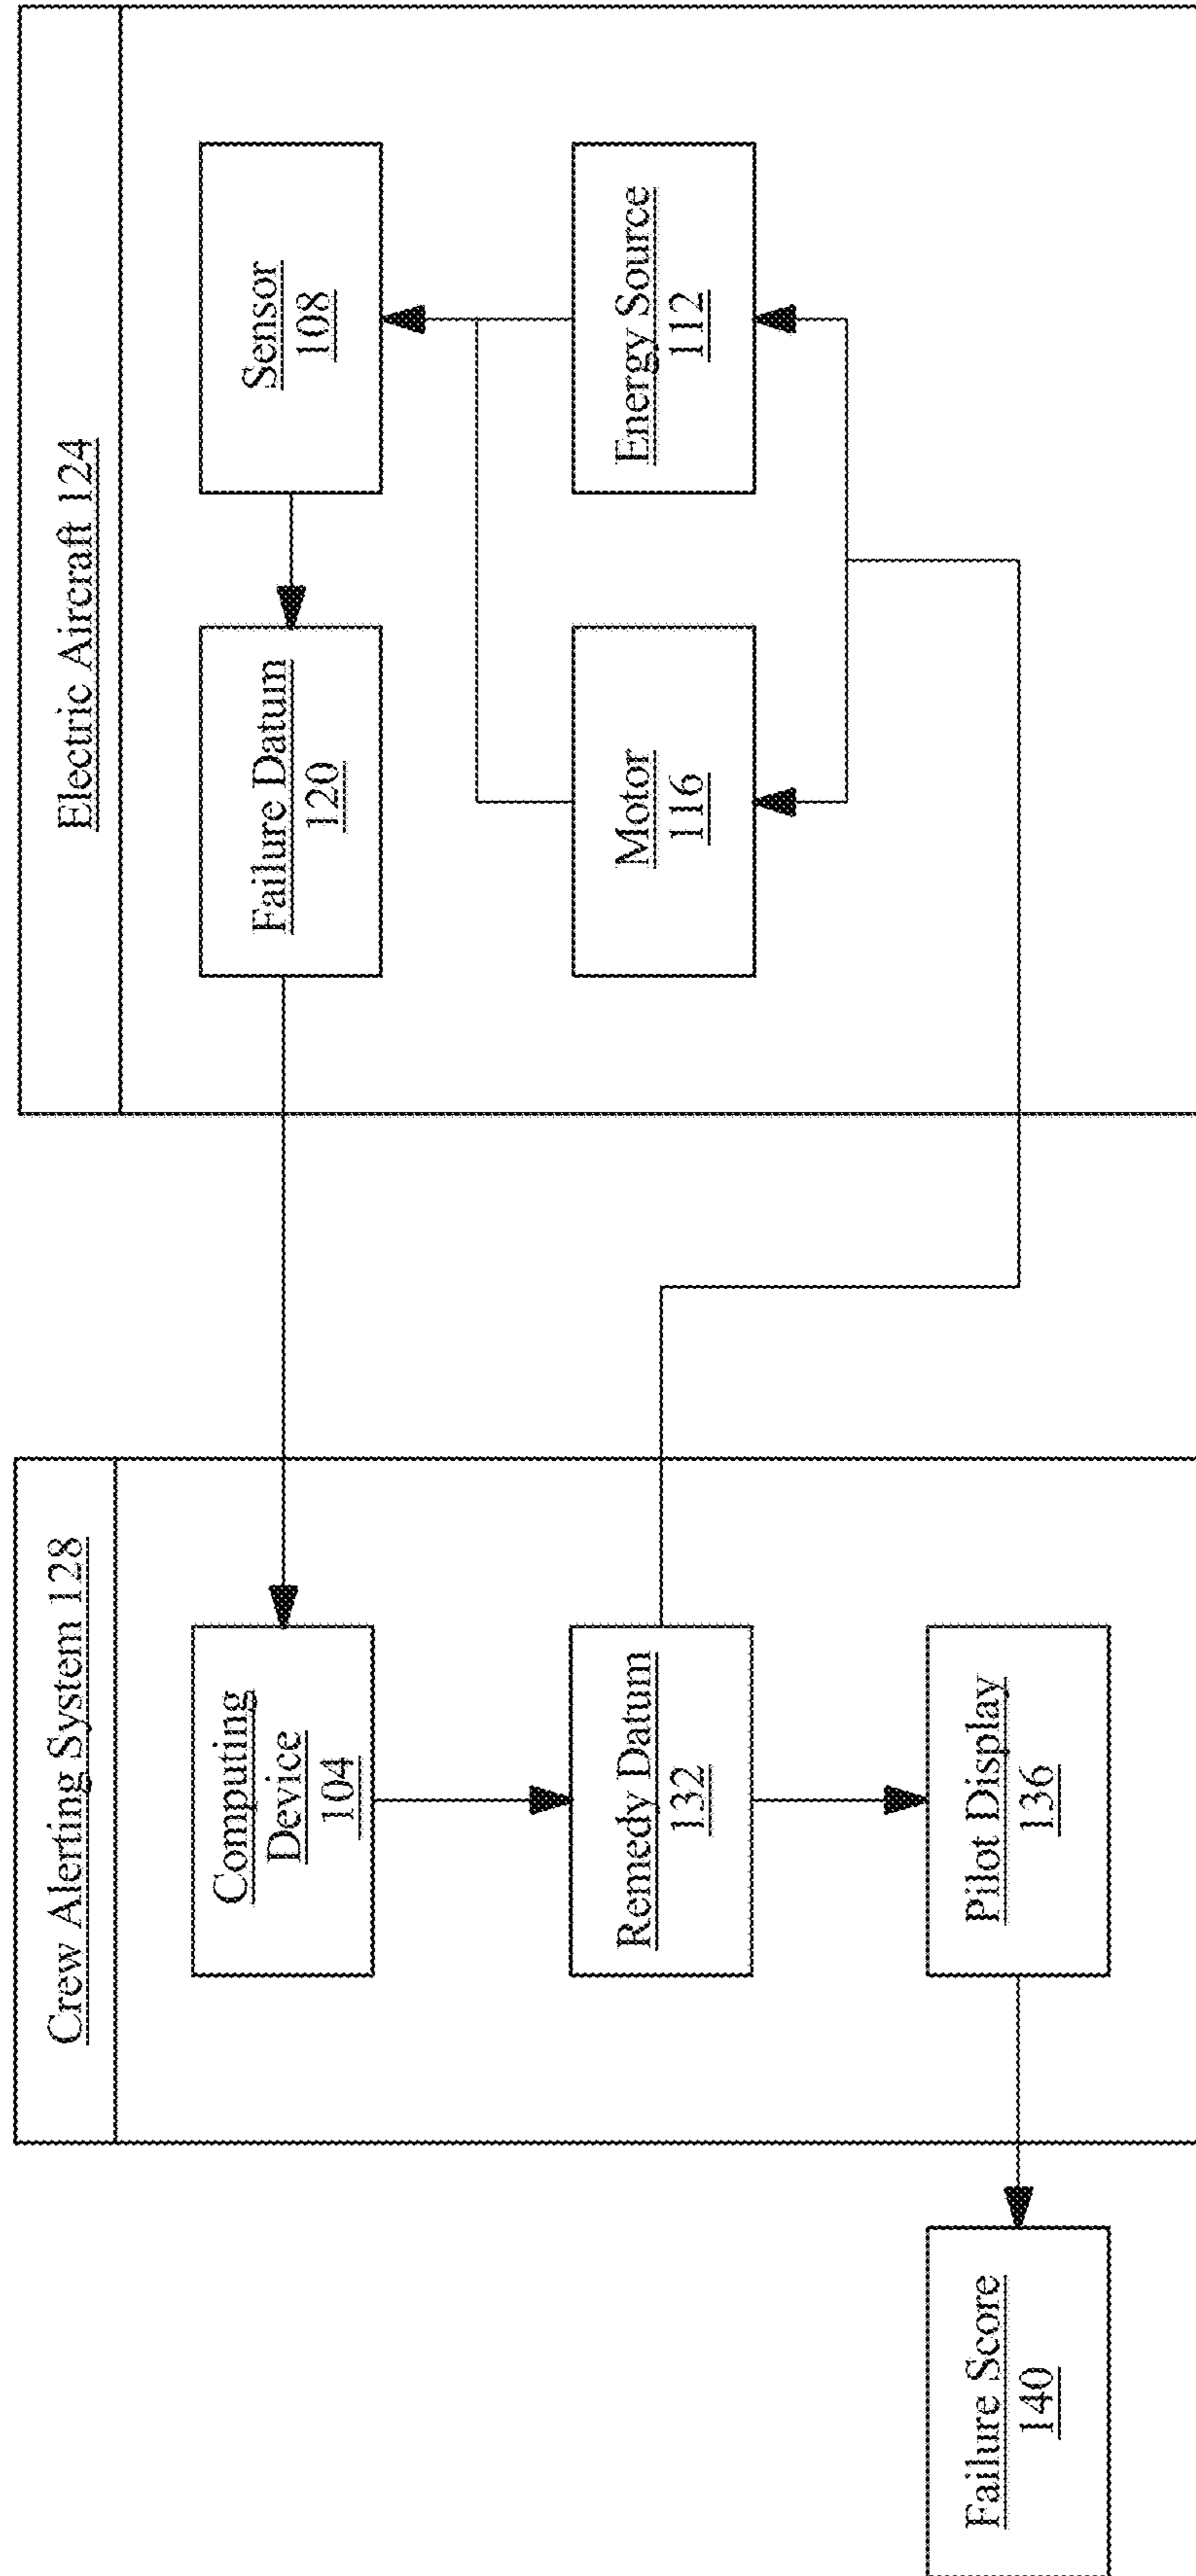 Crew Alerting System 128
Computing
Device
104
Remedy Datum
132
Pilot Display
136
Failure Score
140
Electric Aircraft 124
Failure Datum
120
Sensor
108
Motor
116
Energy Source
112